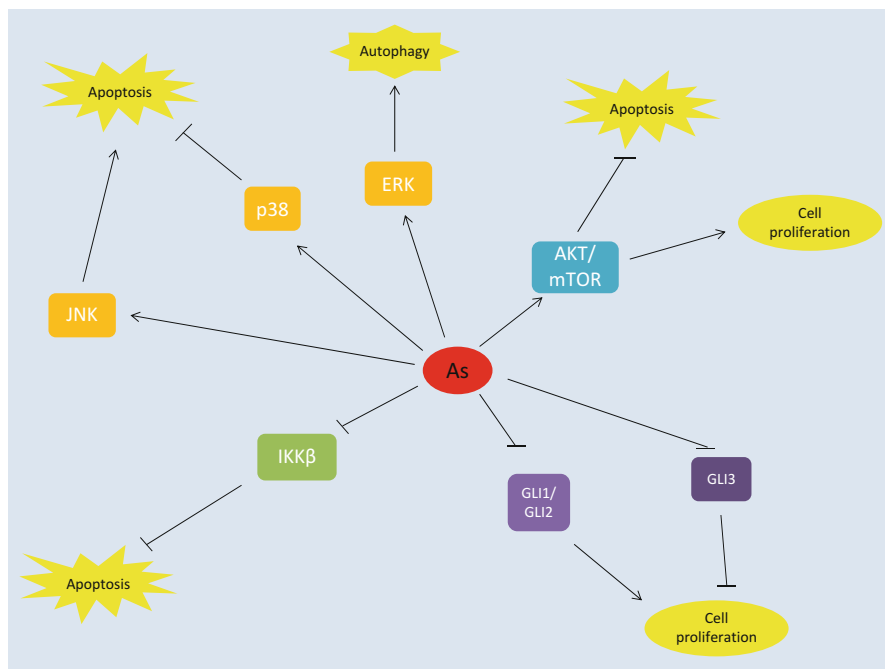 Autophagy
Apoptosis
Apoptosis
ERK
p38
Cell
proliferation
AKT/
mTOR
JNK
As
IKKβ
GLI3
GLI1/
GLI2
Apoptosis
Cell
proliferation